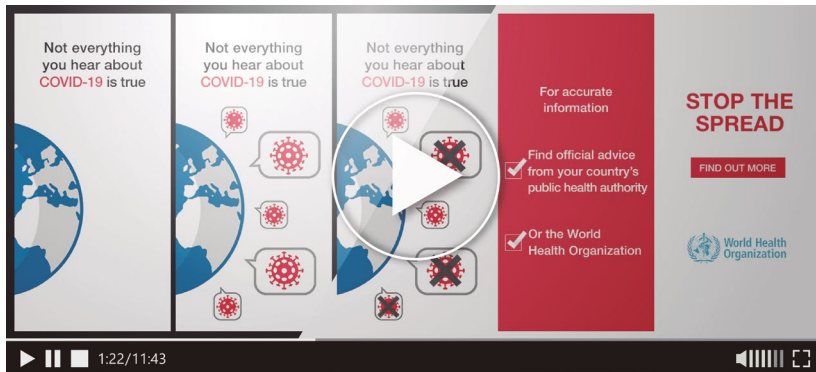 Not everything
you hear about
COVID-19 is true
Not everything
you hear about
COVID-19 is true
Not everything
you hear about
COVID-19 is true
For accurate
information
Find official advice
from your country's
public health authority
Or the World
Health Organization
STOP THE
SPREAD
FIND OUT MORE
World Health
Organization
1:22/11:43